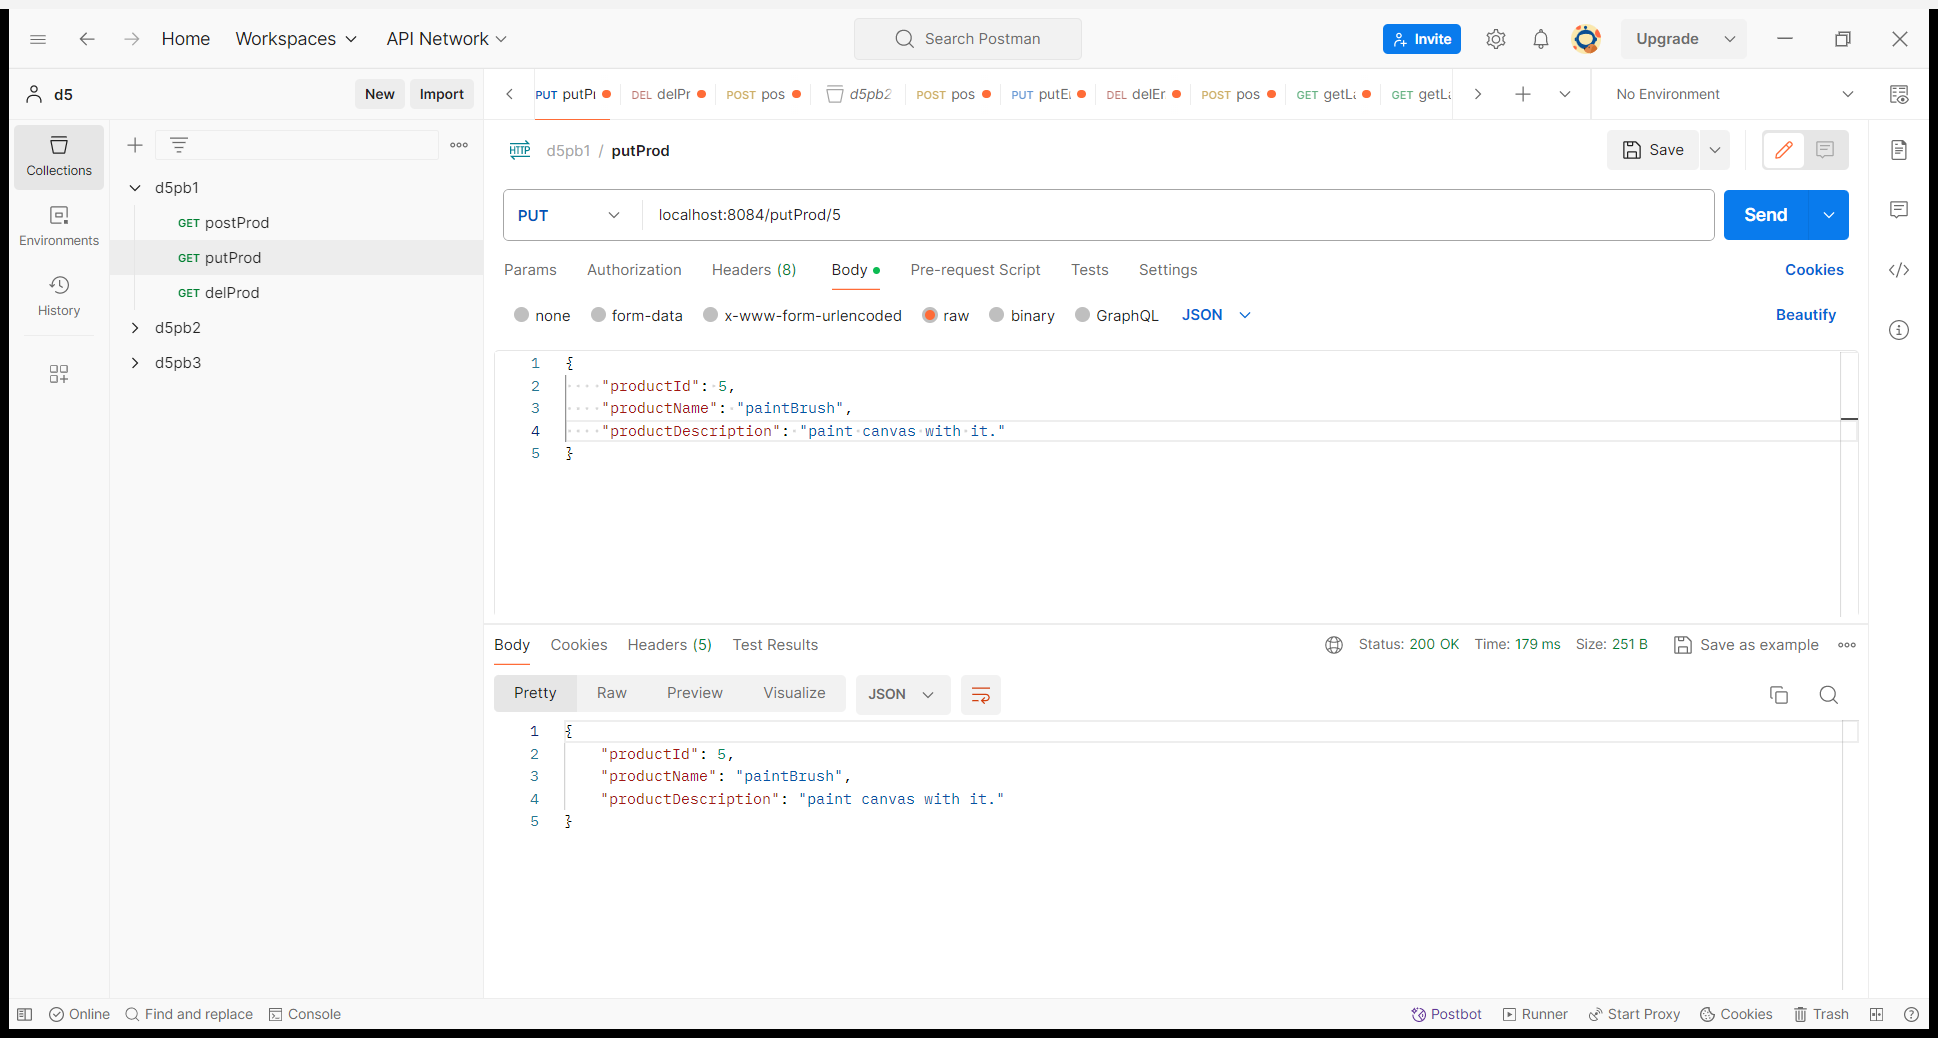 Home Workspaces API Network Search Postman Invite Upgrade
d5 New Import
PUT putPr DEL delPr POST pos d5pb2 POST pos PUT putE DEL delEr POST pos GET getLa GET getLa No Environment
Collections
Environments
History
d5pb1
GET postProd
GET putProd
GET delProd
d5pb2
d5pb3
HTTP d5pb1 / putProd Save
PUT localhost:8084/putProd/5 Send
Params Authorization Headers (8) Body Pre-request Script Tests Settings Cookies
none form-data x-www-form-urlencoded raw binary GraphQL JSON Beautify
1 {
2 "productId": 5,
3 "productName": "paintBrush",
4 "productDescription": "paint canvas with it."
5 }
Body Cookies Headers (5) Test Results Status: 200 OK Time: 179 ms Size: 251 B Save as example
Pretty Raw Preview Visualize JSON
1 {
2 "productId": 5,
3 "productName": "paintBrush",
4 "productDescription": "paint canvas with it."
5 }
Online Find and replace Console Postbot Runner Start Proxy Cookies Trash